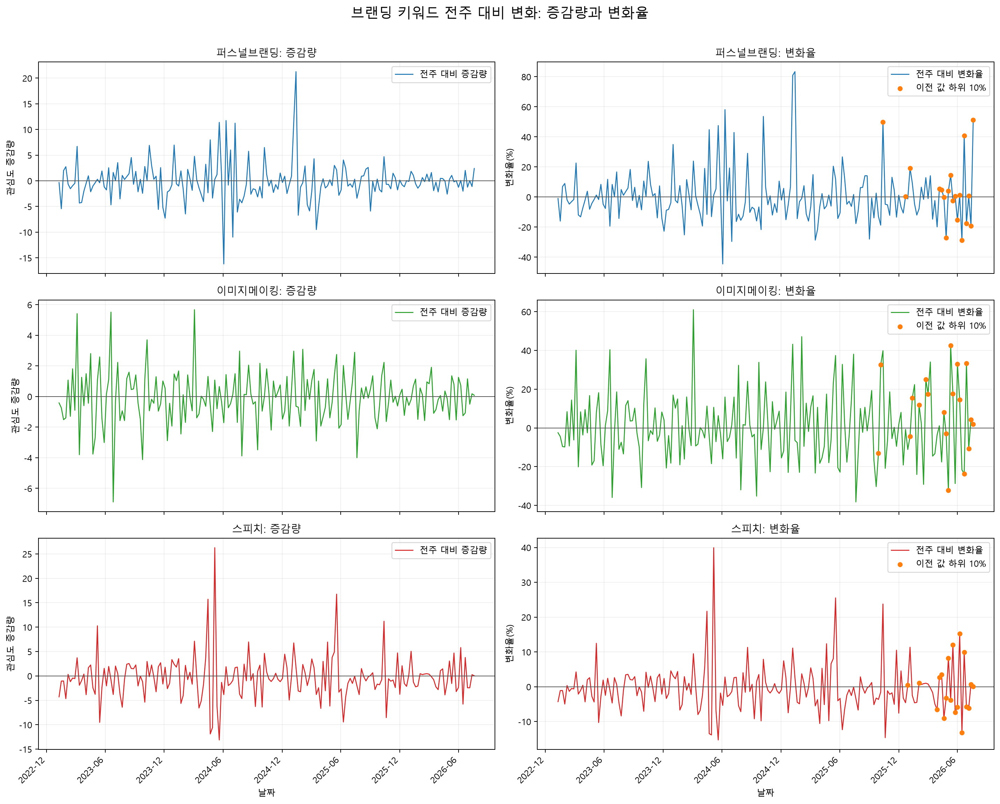 브랜딩 키워드 전주 대비 변화: 증감량과 변화율
퍼스널브랜딩: 증감량
관심도 증감량
20
15
10
5
0
-5
-10
-15
전주 대비 증감량
퍼스널브랜딩: 변화율
변화율(%)
80
60
40
20
0
-20
-40
전주 대비 변화율
이전 값 하위 10%
이미지메이킹: 증감량
관심도 증감량
6
4
2
0
-2
-4
-6
전주 대비 증감량
이미지메이킹: 변화율
변화율(%)
60
40
20
0
-20
-40
전주 대비 변화율
이전 값 하위 10%
스피치: 증감량
관심도 증감량
25
20
15
10
5
0
-5
-10
-15
전주 대비 증감량
2022-12
2023-06
2023-12
2024-06
2024-12
2025-06
2025-12
2026-06
날짜
스피치: 변화율
변화율(%)
40
30
20
10
0
-10
전주 대비 변화율
이전 값 하위 10%
2022-12
2023-06
2023-12
2024-06
2024-12
2025-06
2025-12
2026-06
날짜